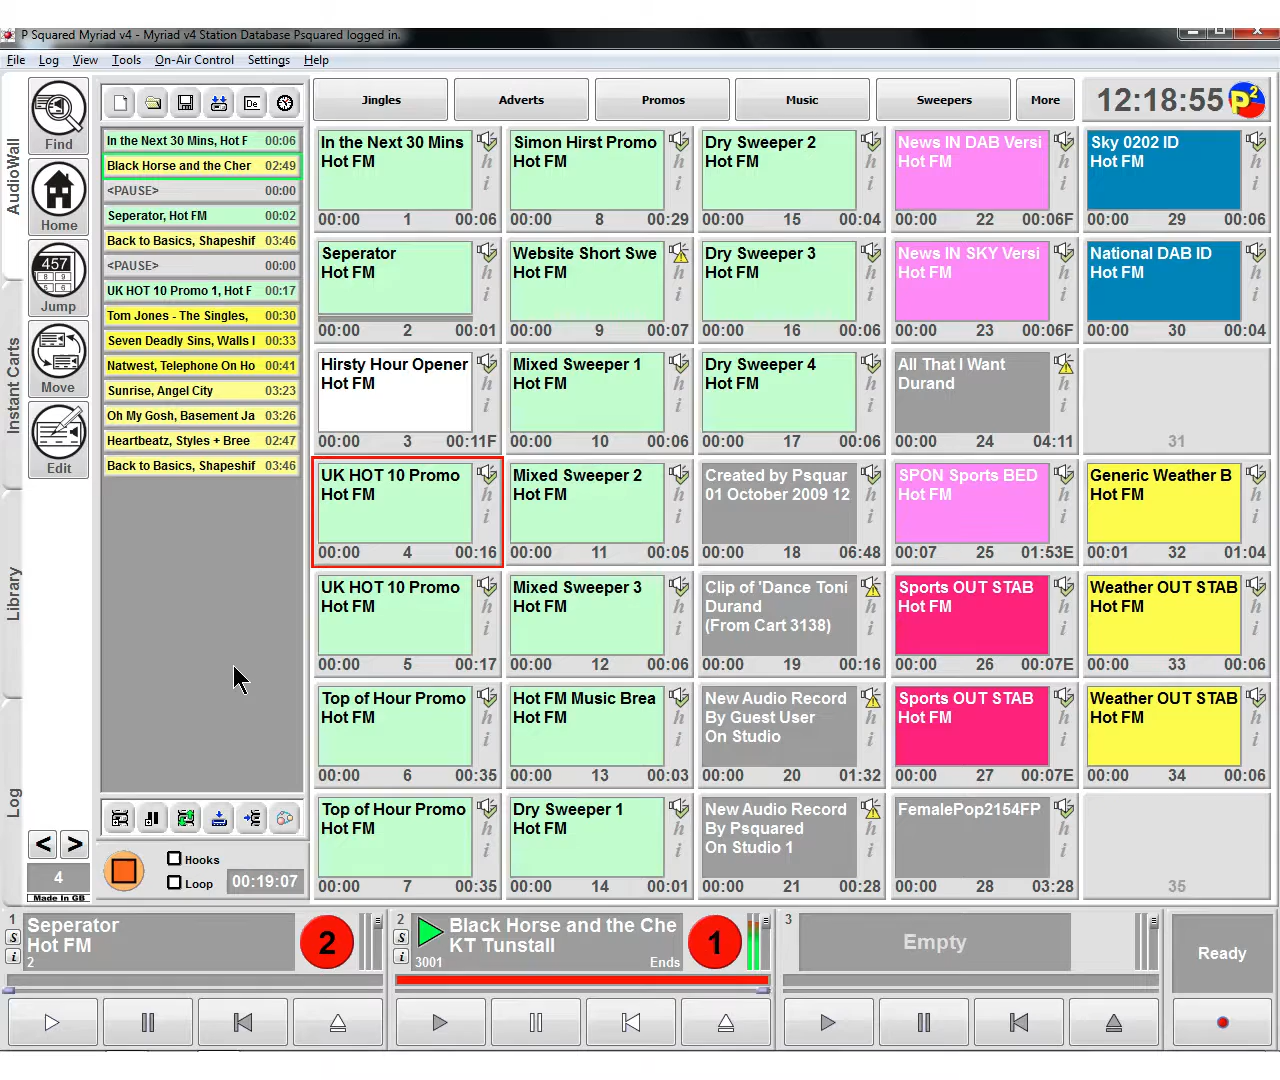 P Squared Myriad v4 - Myriad v4 Station Database Psquared logged in.
File Log View Tools On-Air Control Settings Help
AudioWall
Instant Carts
Library
Log
Find
Home
457
Jump
Move
Edit
< >
4
Made In GB
De
In the Next 30 Mins, Hot F 00:06
Black Horse and the Cher 02:49
<PAUSE> 00:00
Seperator, Hot FM 00:02
Back to Basics, Shapeshif 03:46
<PAUSE> 00:00
UK HOT 10 Promo 1, Hot F 00:17
Tom Jones - The Singles, 00:30
Seven Deadly Sins, Walls I 00:33
Natwest, Telephone On Ho 00:41
Sunrise, Angel City 03:23
Oh My Gosh, Basement Ja 03:26
Heartbeatz, Styles + Bree 02:47
Back to Basics, Shapeshif 03:46
Hooks
Loop
00:19:07
Jingles Adverts Promos Music Sweepers More
12:18:55 P2
In the Next 30 Mins
Hot FM
00:00 1 00:06
Simon Hirst Promo
Hot FM
00:00 8 00:29
Dry Sweeper 2
Hot FM
00:00 15 00:04
News IN DAB Versi
Hot FM
00:00 22 00:06F
Sky 0202 ID
Hot FM
00:00 29 00:06
Seperator
Hot FM
00:00 2 00:01
Website Short Swe
Hot FM
00:00 9 00:07
Dry Sweeper 3
Hot FM
00:00 16 00:06
News IN SKY Versi
Hot FM
00:00 23 00:06F
National DAB ID
Hot FM
00:00 30 00:04
Hirsty Hour Opener
Hot FM
00:00 3 00:11F
Mixed Sweeper 1
Hot FM
00:00 10 00:06
Dry Sweeper 4
Hot FM
00:00 17 00:06
All That I Want
Durand
00:00 24 04:11
31
UK HOT 10 Promo
Hot FM
00:00 4 00:16
Mixed Sweeper 2
Hot FM
00:00 11 00:05
Created by Psquar
01 October 2009 12
00:00 18 06:48
SPON Sports BED
Hot FM
00:07 25 01:53E
Generic Weather B
Hot FM
00:01 32 01:04
UK HOT 10 Promo
Hot FM
00:00 5 00:17
Mixed Sweeper 3
Hot FM
00:00 12 00:06
Clip of 'Dance Toni
Durand
(From Cart 3138)
00:00 19 00:16
Sports OUT STAB
Hot FM
00:00 26 00:07E
Weather OUT STAB
Hot FM
00:00 33 00:06
Top of Hour Promo
Hot FM
00:00 6 00:35
Hot FM Music Brea
Hot FM
00:00 13 00:03
New Audio Record
By Guest User
On Studio
00:00 20 01:32
Sports OUT STAB
Hot FM
00:00 27 00:07E
Weather OUT STAB
Hot FM
00:00 34 00:06
Top of Hour Promo
Hot FM
00:00 7 00:35
Dry Sweeper 1
Hot FM
00:00 14 00:01
New Audio Record
By Psquared
On Studio 1
00:00 21 00:28
FemalePop2154FP
00:00 28 03:28
35
1 S i
Seperator
Hot FM
2
2
2 S i
Black Horse and the Che
KT Tunstall
3001 Ends
1
3
Empty
Ready